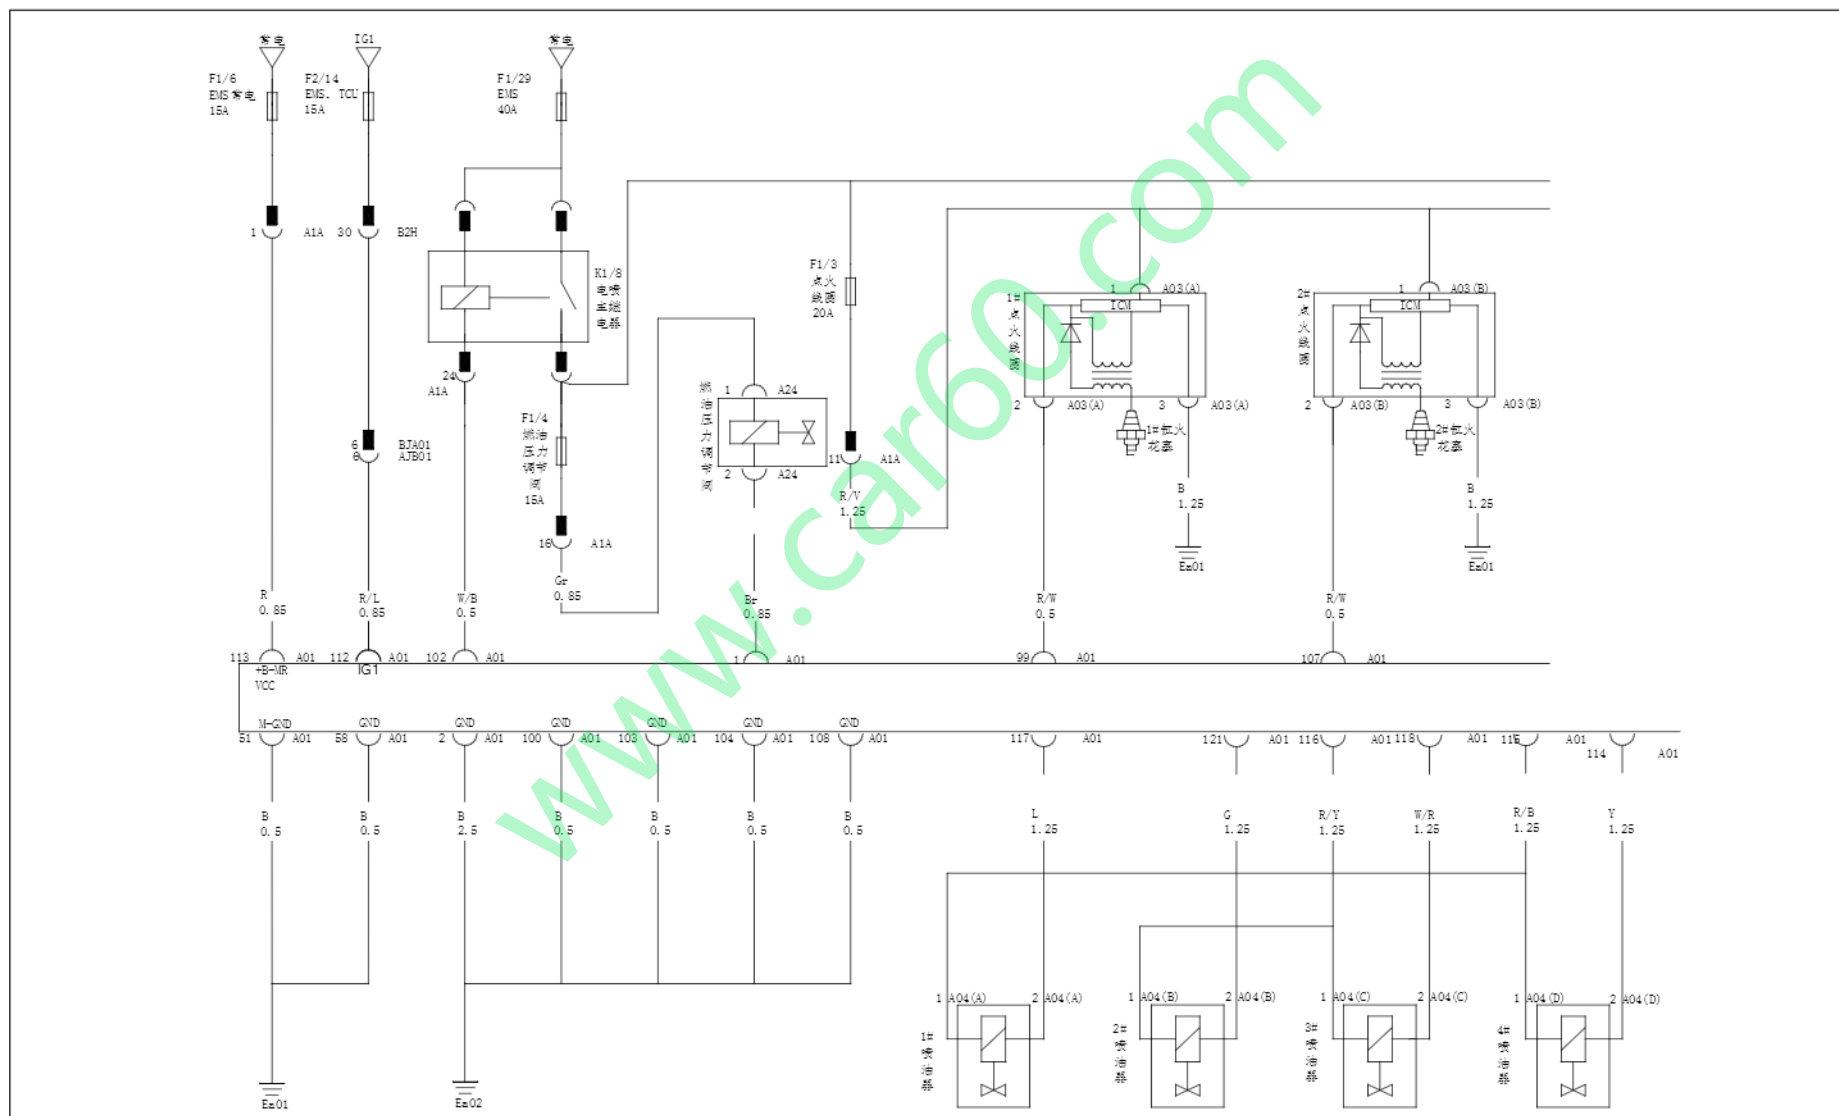 常电
IG1
常电
F1/6
EMS常电
15A
F2/14
EMS. TCU
15A
F1/29
EMS
40A
1 A1A
30 B2H
K1/8
电喷
主继
电器
F1/3
点火
线圈
20A
24
A1A
6 BJA01
6 AJB01
F1/4
燃油
压力
调节
阀
15A
16 A1A
燃油压力调节阀
1 A24
2 A24
11 A1A
R/V
1.25
1#点火线圈
1 A03(A)
ICM
2 A03(A)
3 A03(A)
1#缸火
花塞
2#点火线圈
1 A03(B)
ICM
2 A03(B)
3 A03(B)
2#缸火
花塞
B
1.25
Em01
B
1.25
Em01
R
0.85
R/L
0.85
W/B
0.5
Gr
0.85
Br
0.85
R/W
0.5
R/W
0.5
113 A01
112 A01
102 A01
1 A01
99 A01
107 A01
+B-MR
VCC
IG1
M-GND
GND
GND
GND
GND
GND
GND
51 A01
58 A01
2 A01
100 A01
103 A01
104 A01
108 A01
117 A01
121 A01
116 A01
118 A01
115 A01
114 A01
B
0.5
B
0.5
B
2.5
B
0.5
B
0.5
B
0.5
B
0.5
L
1.25
G
1.25
R/Y
1.25
W/R
1.25
R/B
1.25
Y
1.25
1 A04(A)
2 A04(A)
1 A04(B)
2 A04(B)
1 A04(C)
2 A04(C)
1 A04(D)
2 A04(D)
1#喷油器
2#喷油器
3#喷油器
4#喷油器
Em01
Em02
www.car60.com